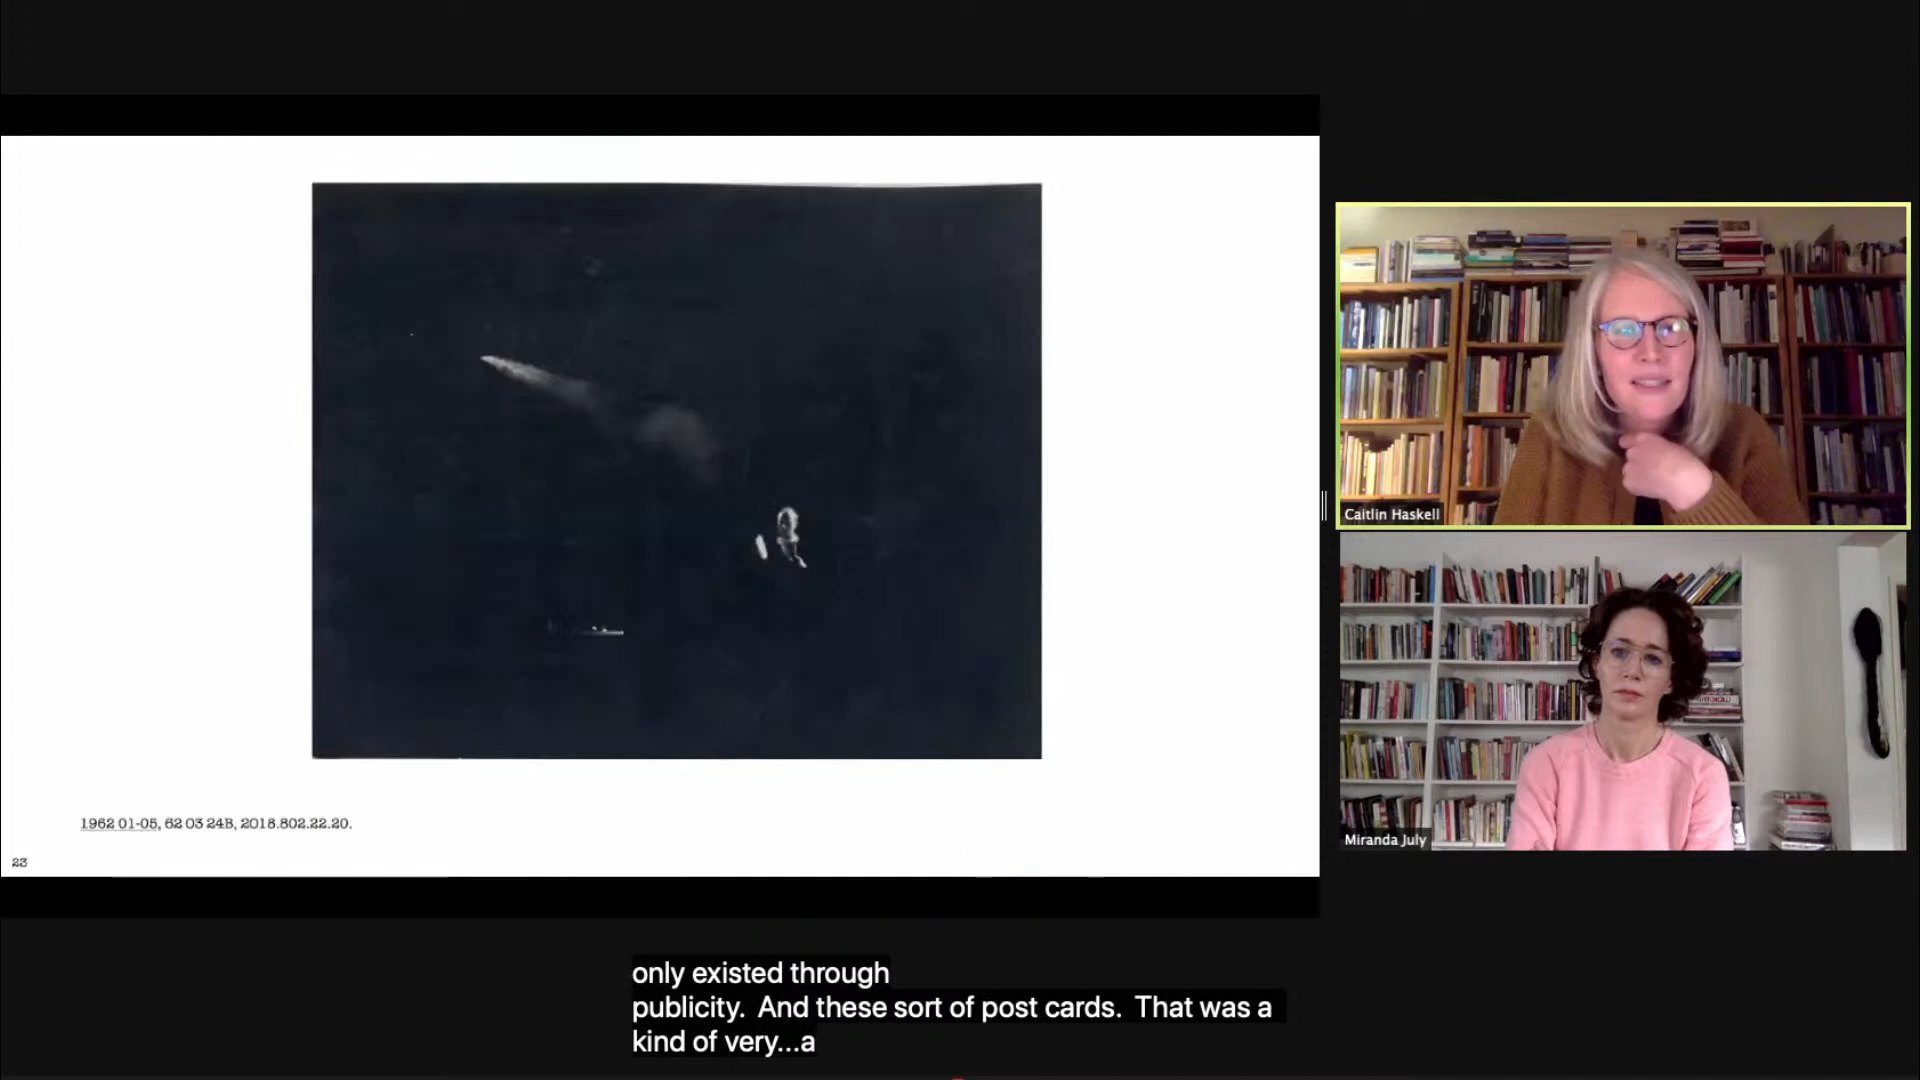 1962 01-05, 62 03 24B, 2018.802.22.20.
23
Caitlin Haskell
Miranda July
only existed through
publicity.  And these sort of post cards.  That was a
kind of very...a